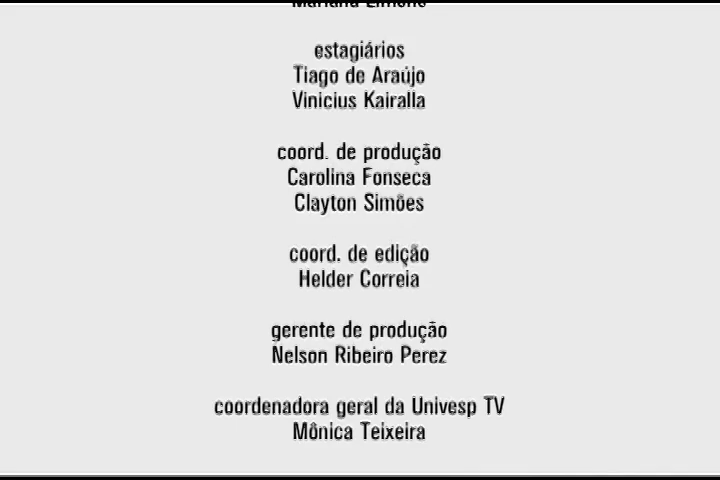 estagiários
Tiago de Araújo
Vinicius Kairalla
coord. de produção
Carolina Fonseca
Clayton Simões
coord. de edição
Helder Correia
gerente de produção
Nelson Ribeiro Perez
coordenadora geral da Univesp TV
Mônica Teixeira